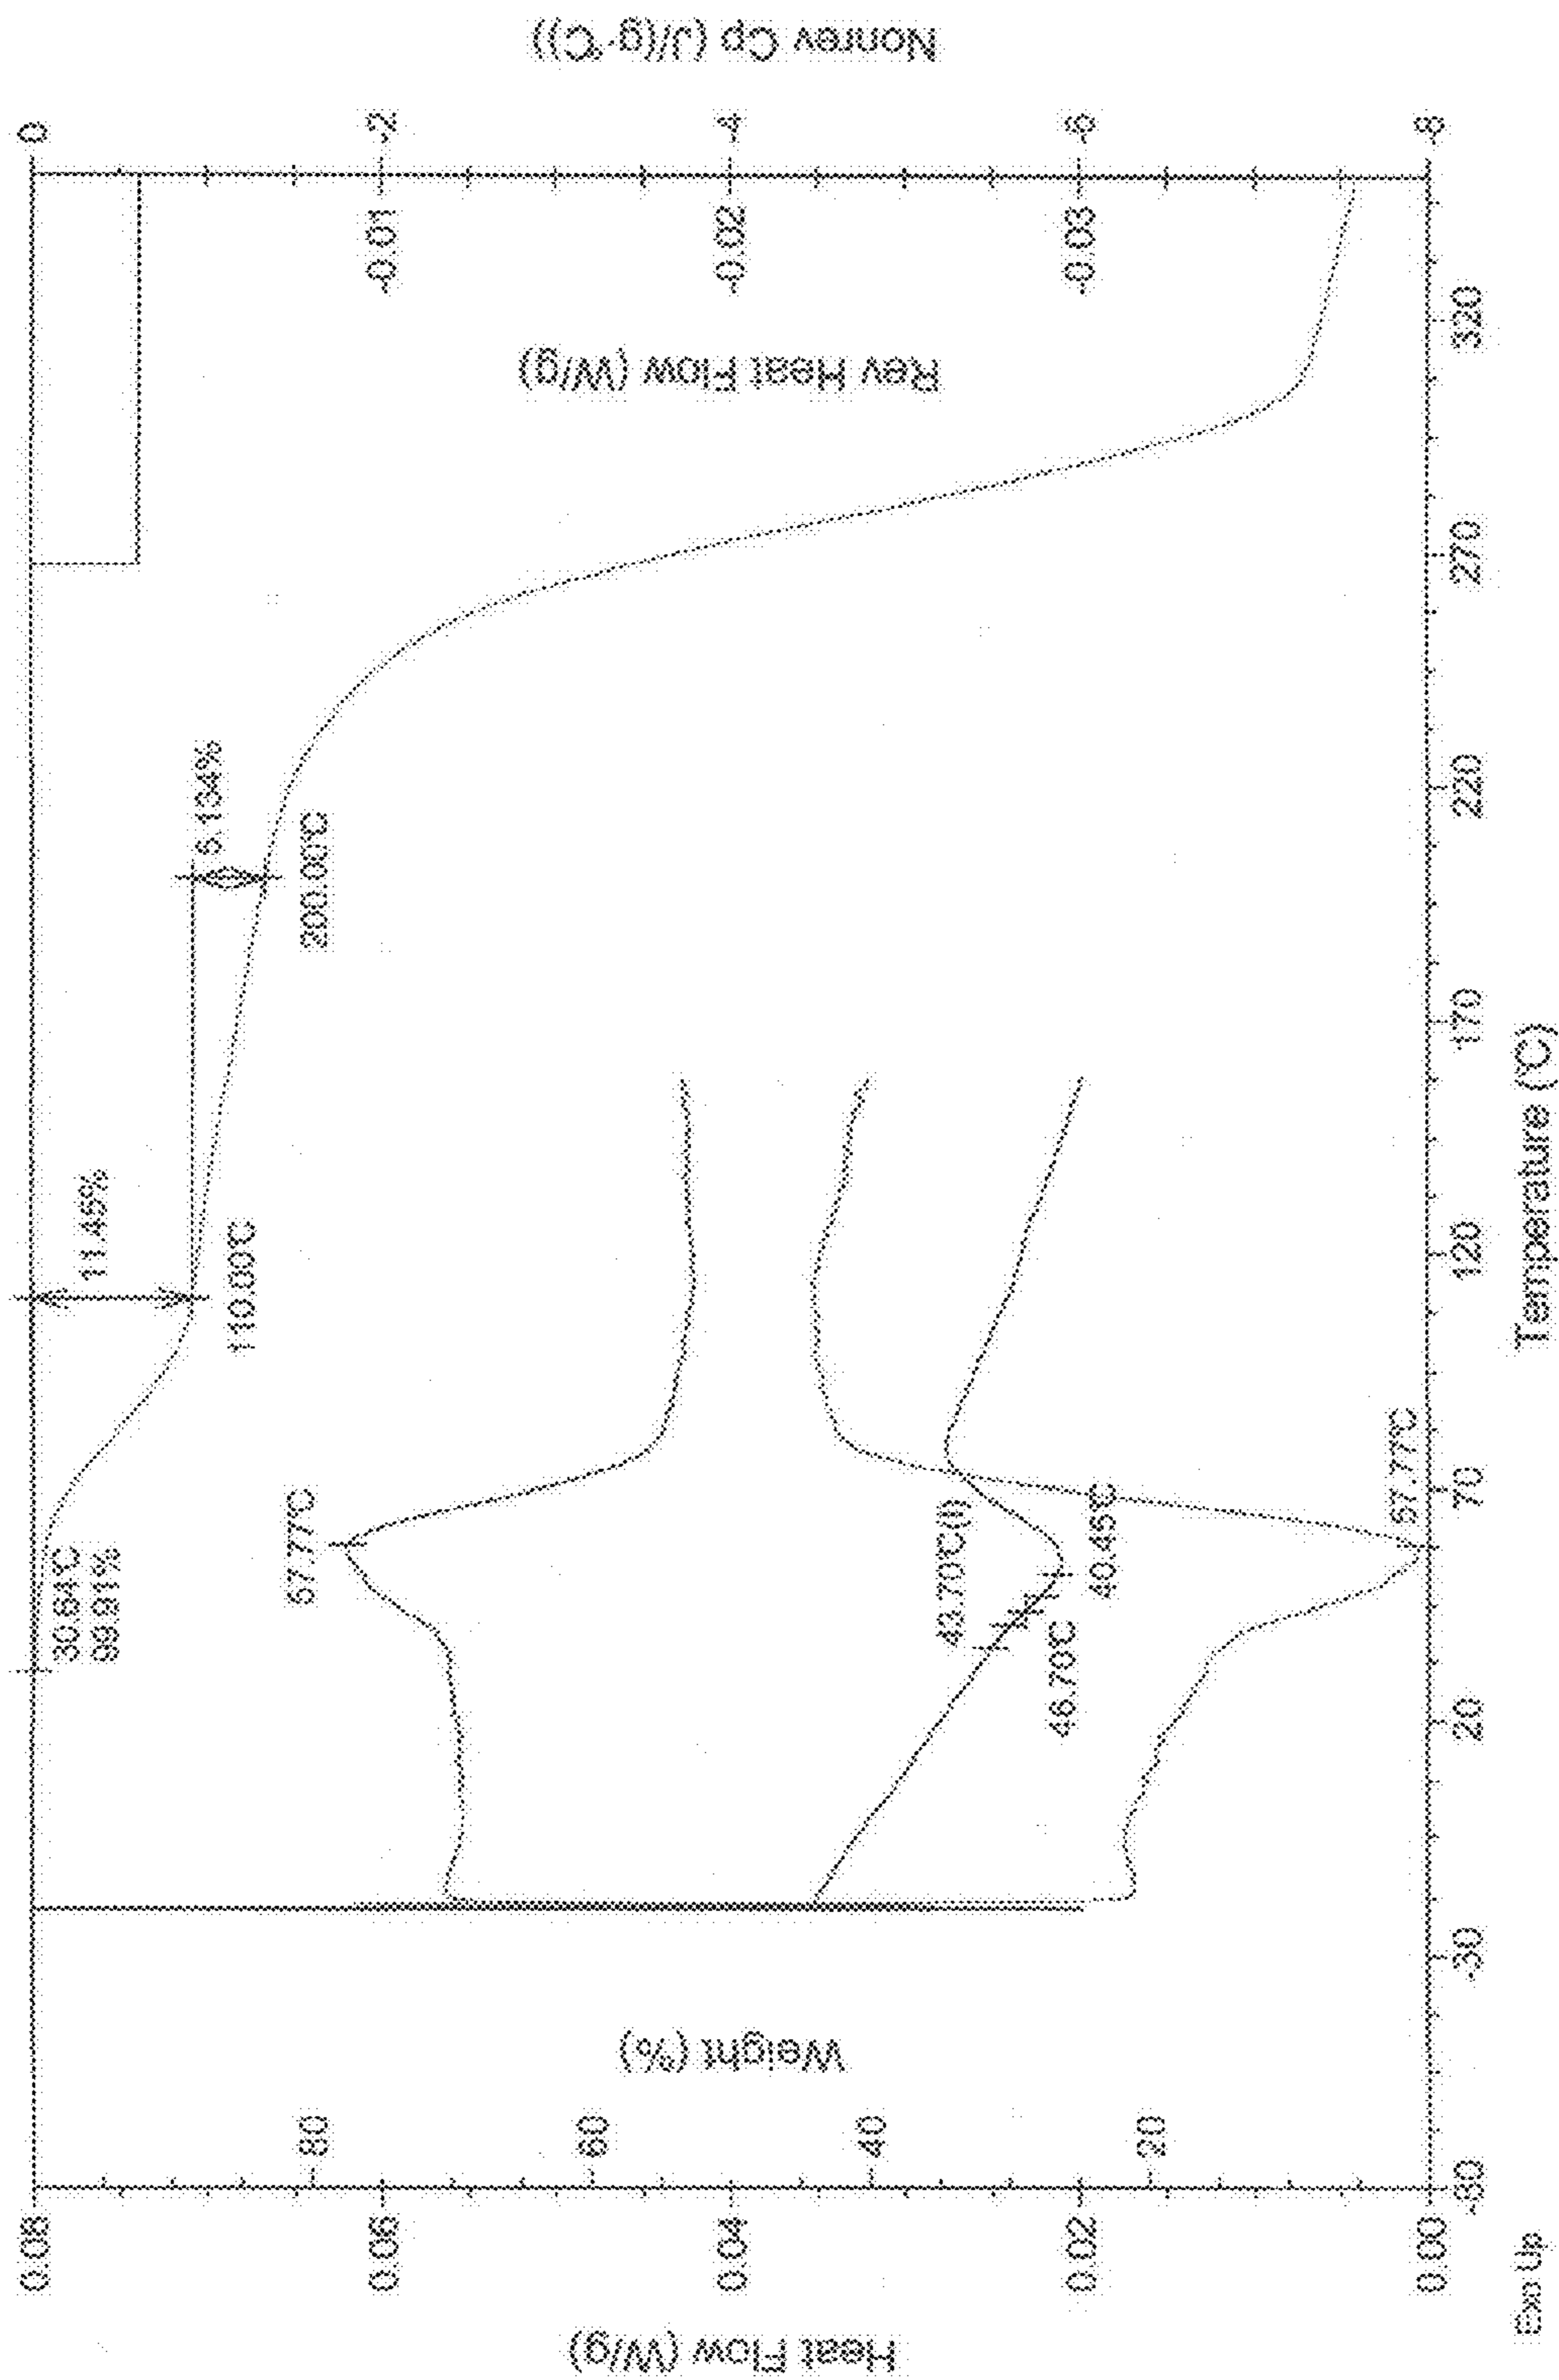 Heat Flow (W/g)
0.08
0.06
0.04
0.02
0.00
Weight (%)
80
60
40
20
Exo Up
-80
-30
20
70
120
170
220
270
320
Temperature (°C)
30.64°C
99.91%
11.45%
110.00°C
200.00°C
57.77°C
43.70°C(I)
46.70°C
40.45°C
57.77°C
Rev Heat Flow (W/g)
-0.01
-0.02
-0.03
Nonrev Cp (J/(g·°C))
0
-2
-4
-6
-8